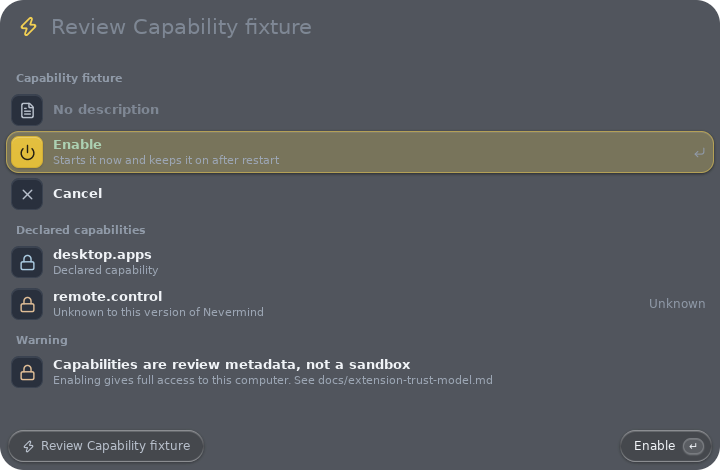 Review Capability fixture
Capability fixture
No description
Enable
Starts it now and keeps it on after restart
Cancel
Declared capabilities
desktop.apps
Declared capability
remote.control
Unknown to this version of Nevermind
Unknown
Warning
Capabilities are review metadata, not a sandbox
Enabling gives full access to this computer. See docs/extension-trust-model.md
Review Capability fixture
Enable